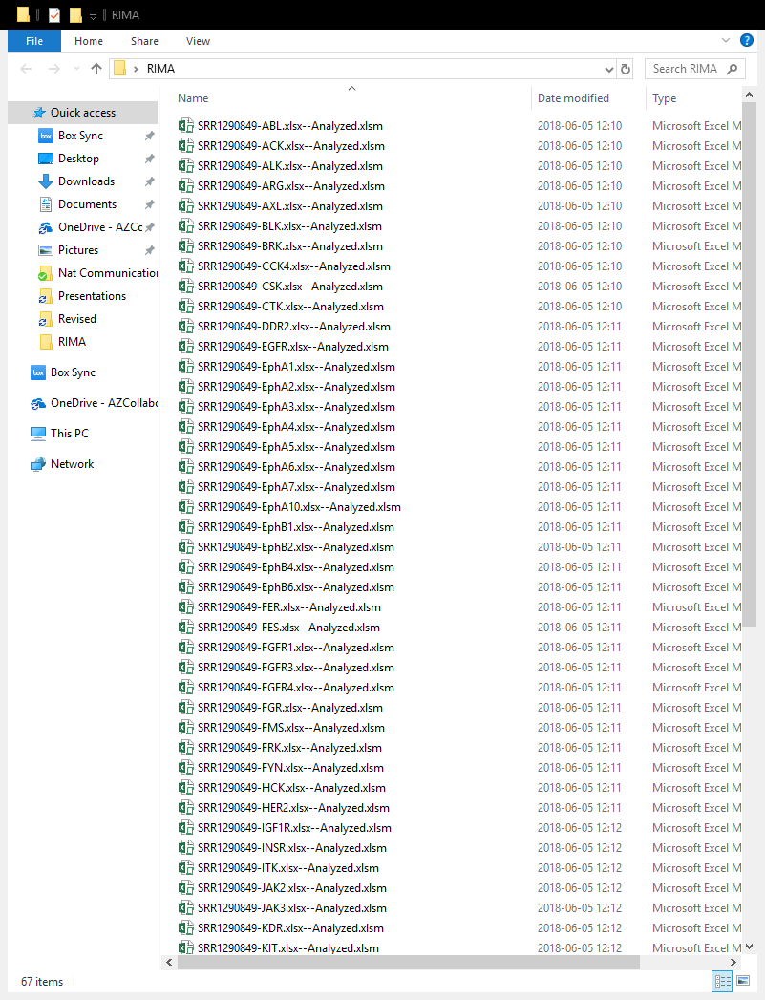 RIMA
File Home Share View
RIMA Search RIMA
Name Date modified Type
Quick access
Box Sync
Desktop
Downloads
Documents
OneDrive - AZCc
Pictures
Nat Communication
Presentations
Revised
RIMA
Box Sync
OneDrive - AZCollabo
This PC
Network
SRR1290849-ABL.xlsx--Analyzed.xlsm 2018-06-05 12:10 Microsoft Excel M
SRR1290849-ACK.xlsx--Analyzed.xlsm 2018-06-05 12:10 Microsoft Excel M
SRR1290849-ALK.xlsx--Analyzed.xlsm 2018-06-05 12:10 Microsoft Excel M
SRR1290849-ARG.xlsx--Analyzed.xlsm 2018-06-05 12:10 Microsoft Excel M
SRR1290849-AXL.xlsx--Analyzed.xlsm 2018-06-05 12:10 Microsoft Excel M
SRR1290849-BLK.xlsx--Analyzed.xlsm 2018-06-05 12:10 Microsoft Excel M
SRR1290849-BRK.xlsx--Analyzed.xlsm 2018-06-05 12:10 Microsoft Excel M
SRR1290849-CCK4.xlsx--Analyzed.xlsm 2018-06-05 12:10 Microsoft Excel M
SRR1290849-CSK.xlsx--Analyzed.xlsm 2018-06-05 12:10 Microsoft Excel M
SRR1290849-CTK.xlsx--Analyzed.xlsm 2018-06-05 12:10 Microsoft Excel M
SRR1290849-DDR2.xlsx--Analyzed.xlsm 2018-06-05 12:11 Microsoft Excel M
SRR1290849-EGFR.xlsx--Analyzed.xlsm 2018-06-05 12:11 Microsoft Excel M
SRR1290849-EphA1.xlsx--Analyzed.xlsm 2018-06-05 12:11 Microsoft Excel M
SRR1290849-EphA2.xlsx--Analyzed.xlsm 2018-06-05 12:11 Microsoft Excel M
SRR1290849-EphA3.xlsx--Analyzed.xlsm 2018-06-05 12:11 Microsoft Excel M
SRR1290849-EphA4.xlsx--Analyzed.xlsm 2018-06-05 12:11 Microsoft Excel M
SRR1290849-EphA5.xlsx--Analyzed.xlsm 2018-06-05 12:11 Microsoft Excel M
SRR1290849-EphA6.xlsx--Analyzed.xlsm 2018-06-05 12:11 Microsoft Excel M
SRR1290849-EphA7.xlsx--Analyzed.xlsm 2018-06-05 12:11 Microsoft Excel M
SRR1290849-EphA10.xlsx--Analyzed.xlsm 2018-06-05 12:11 Microsoft Excel M
SRR1290849-EphB1.xlsx--Analyzed.xlsm 2018-06-05 12:11 Microsoft Excel M
SRR1290849-EphB2.xlsx--Analyzed.xlsm 2018-06-05 12:11 Microsoft Excel M
SRR1290849-EphB4.xlsx--Analyzed.xlsm 2018-06-05 12:11 Microsoft Excel M
SRR1290849-EphB6.xlsx--Analyzed.xlsm 2018-06-05 12:11 Microsoft Excel M
SRR1290849-FER.xlsx--Analyzed.xlsm 2018-06-05 12:11 Microsoft Excel M
SRR1290849-FES.xlsx--Analyzed.xlsm 2018-06-05 12:11 Microsoft Excel M
SRR1290849-FGFR1.xlsx--Analyzed.xlsm 2018-06-05 12:11 Microsoft Excel M
SRR1290849-FGFR3.xlsx--Analyzed.xlsm 2018-06-05 12:11 Microsoft Excel M
SRR1290849-FGFR4.xlsx--Analyzed.xlsm 2018-06-05 12:11 Microsoft Excel M
SRR1290849-FGR.xlsx--Analyzed.xlsm 2018-06-05 12:11 Microsoft Excel M
SRR1290849-FMS.xlsx--Analyzed.xlsm 2018-06-05 12:11 Microsoft Excel M
SRR1290849-FRK.xlsx--Analyzed.xlsm 2018-06-05 12:11 Microsoft Excel M
SRR1290849-FYN.xlsx--Analyzed.xlsm 2018-06-05 12:11 Microsoft Excel M
SRR1290849-HCK.xlsx--Analyzed.xlsm 2018-06-05 12:11 Microsoft Excel M
SRR1290849-HER2.xlsx--Analyzed.xlsm 2018-06-05 12:11 Microsoft Excel M
SRR1290849-IGF1R.xlsx--Analyzed.xlsm 2018-06-05 12:12 Microsoft Excel M
SRR1290849-INSR.xlsx--Analyzed.xlsm 2018-06-05 12:12 Microsoft Excel M
SRR1290849-ITK.xlsx--Analyzed.xlsm 2018-06-05 12:12 Microsoft Excel M
SRR1290849-JAK2.xlsx--Analyzed.xlsm 2018-06-05 12:12 Microsoft Excel M
SRR1290849-JAK3.xlsx--Analyzed.xlsm 2018-06-05 12:12 Microsoft Excel M
SRR1290849-KDR.xlsx--Analyzed.xlsm 2018-06-05 12:12 Microsoft Excel M
SRR1290849-KIT.xlsx--Analyzed.xlsm 2018-06-05 12:12 Microsoft Excel M
67 items